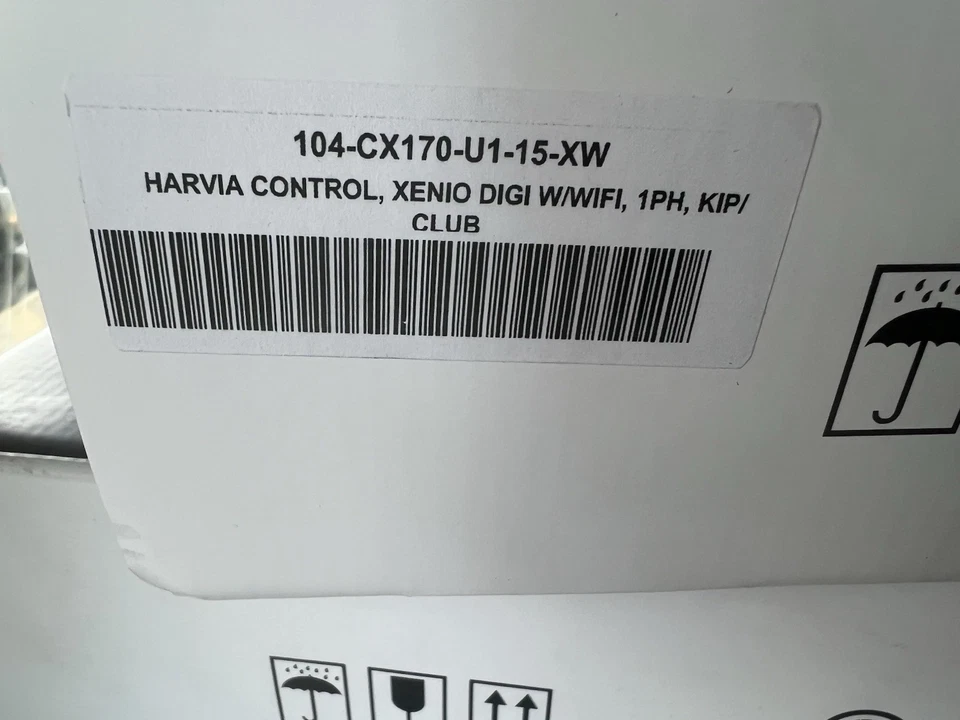 104-CX170-U1-15-XW
HARVIA CONTROL, XENIO DIGI W/WIFI, 1PH, KIP/
CLUB